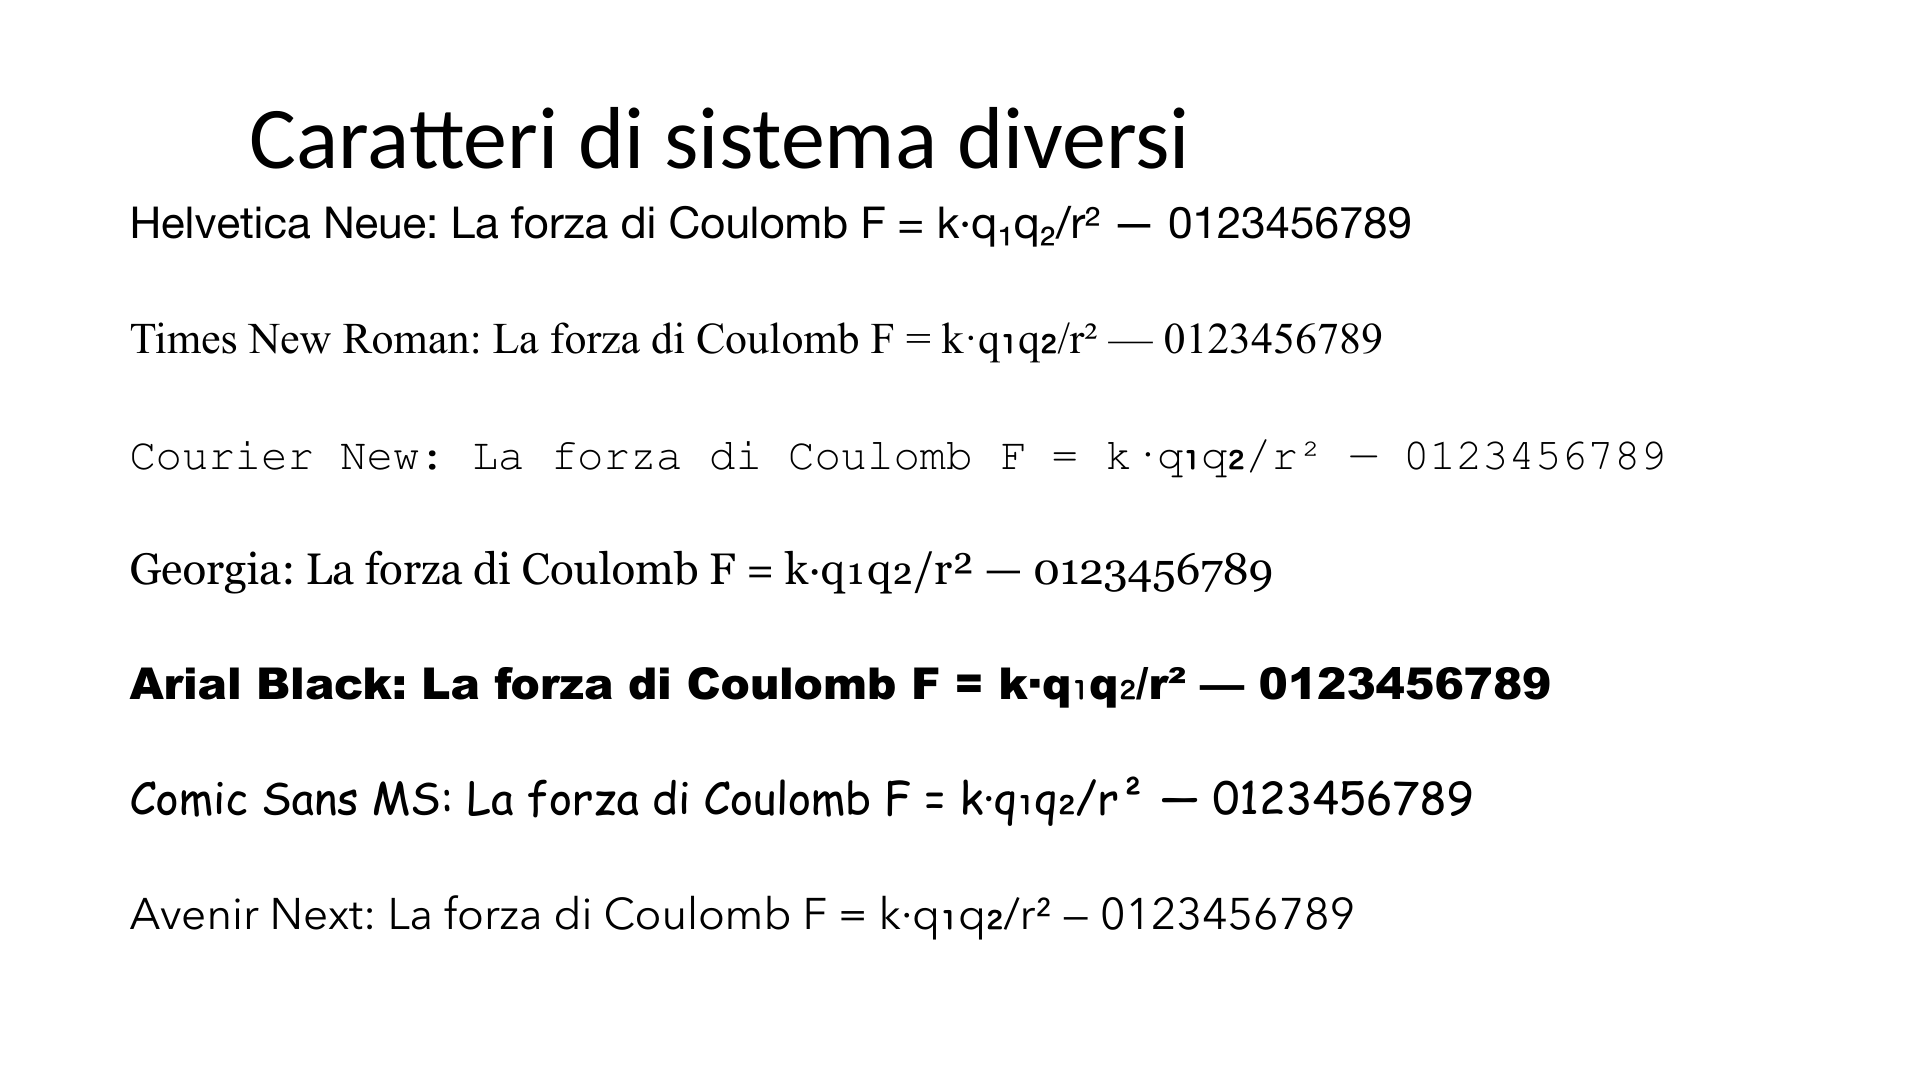 Caratteri di sistema diversi
Helvetica Neue: La forza di Coulomb F = k·q₁q₂/r² — 0123456789
Times New Roman: La forza di Coulomb F = k·q₁q₂/r² — 0123456789
Courier New: La forza di Coulomb F = k·q₁q₂/r² — 0123456789
Georgia: La forza di Coulomb F = k·q₁q₂/r² — 0123456789
Arial Black: La forza di Coulomb F = k·q₁q₂/r² — 0123456789
Comic Sans MS: La forza di Coulomb F = k·q₁q₂/r² — 0123456789
Avenir Next: La forza di Coulomb F = k·q₁q₂/r² — 0123456789